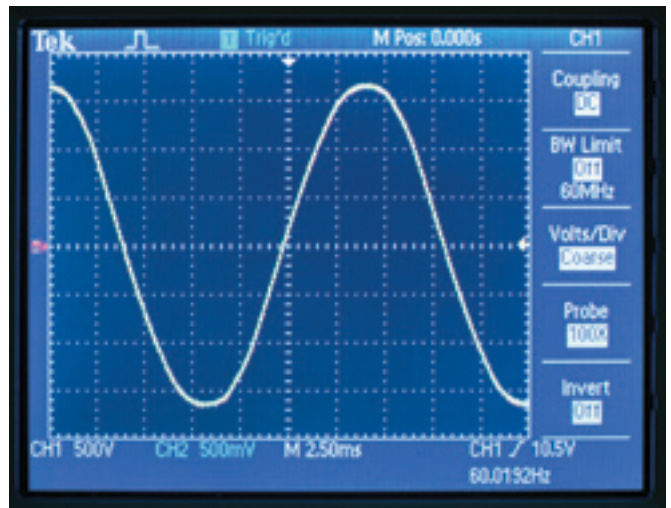 Tek T Trig'd M Pos: 0.000s CH1
Coupling
DC
BW Limit
Off
60MHz
Volts/Div
Coarse
Probe
100X
Invert
Off
CH1 500V CH2 500mV M 2.50ms CH1 / 10.5V
60.0192Hz